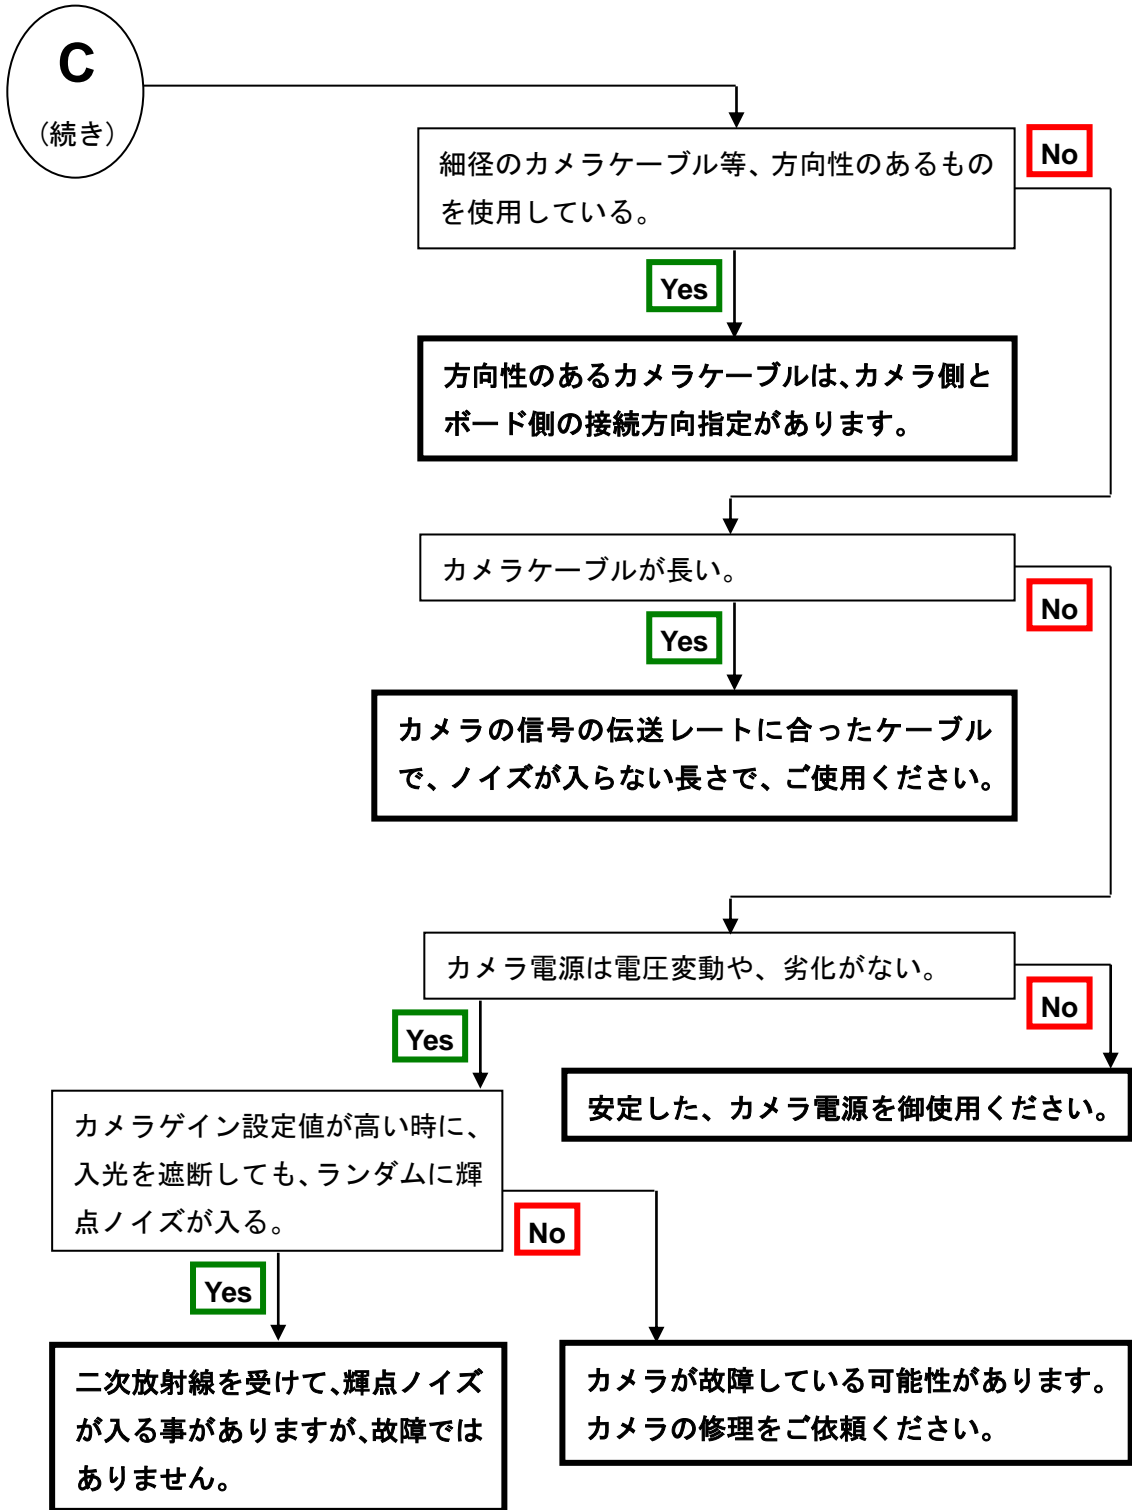 C
(続き)
細径のカメラケーブル等、方向性のあるもの
を使用している。
No
Yes
方向性のあるカメラケーブルは、カメラ側と
ボード側の接続方向指定があります。
カメラケーブルが長い。
No
Yes
カメラの信号の伝送レートに合ったケーブル
で、ノイズが入らない長さで、ご使用ください。
カメラ電源は電圧変動や、劣化がない。
No
Yes
安定した、カメラ電源を御使用ください。
カメラゲイン設定値が高い時に、
入光を遮断しても、ランダムに輝
点ノイズが入る。
No
Yes
二次放射線を受けて、輝点ノイズ
が入る事がありますが、故障では
ありません。
カメラが故障している可能性があります。
カメラの修理をご依頼ください。